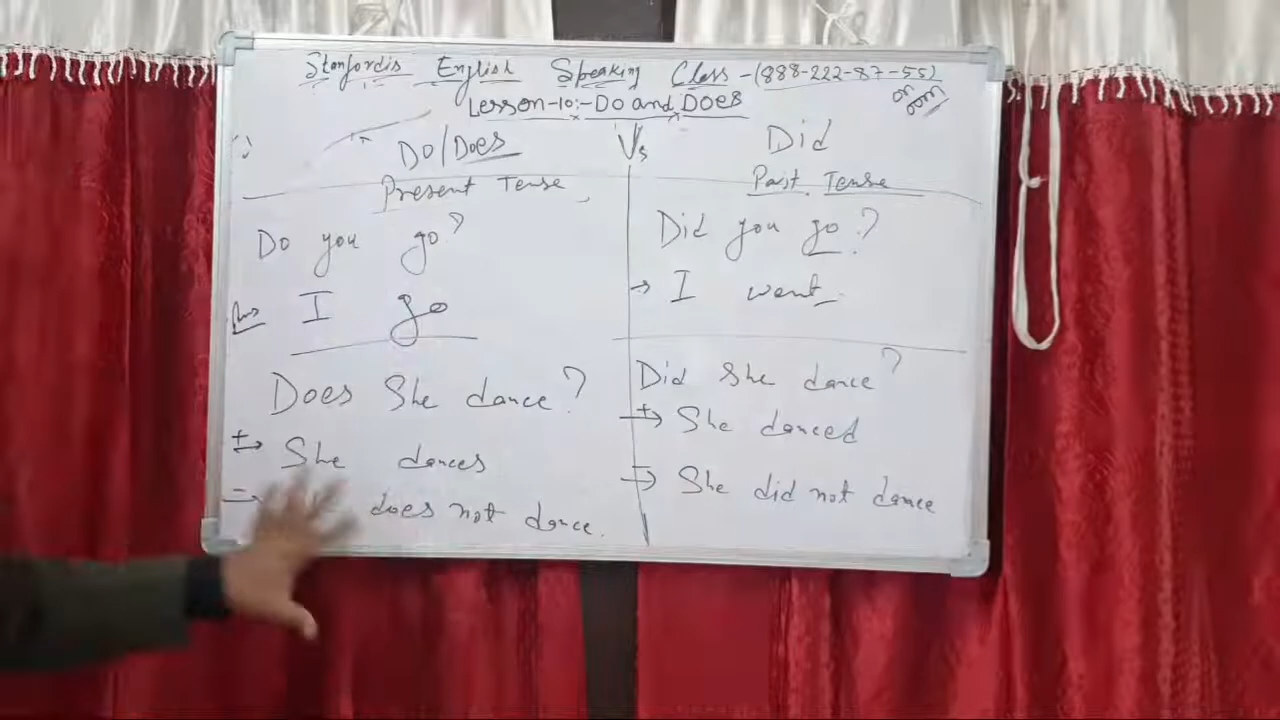 Stanfordis English Speaking Class - (888-222-87-55)
Lesson-10:- Do and Does
Do/Does Vs Did
Present Tense
Past Tense
Do you go?
Ans I go
Does She dance?
+→ She dances
-→ does not dance.
Did you go?
→ I went.
Did She dance?
+→ She danced
-→ She did not dance